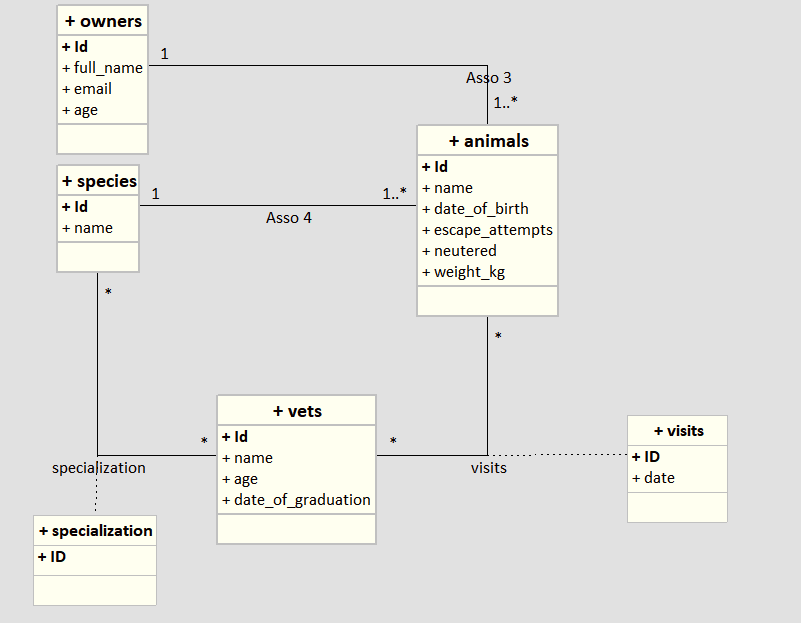 + owners
+ Id
+ full_name
+ email
+ age
1
Asso 3
1..*
+ animals
+ Id
+ name
+ date_of_birth
+ escape_attempts
+ neutered
+ weight_kg
+ species
+ Id
+ name
1
1..*
Asso 4
*
*
+ vets
+ Id
+ name
+ age
+ date_of_graduation
*
*
specialization
visits
+ visits
+ ID
+ date
+ specialization
+ ID